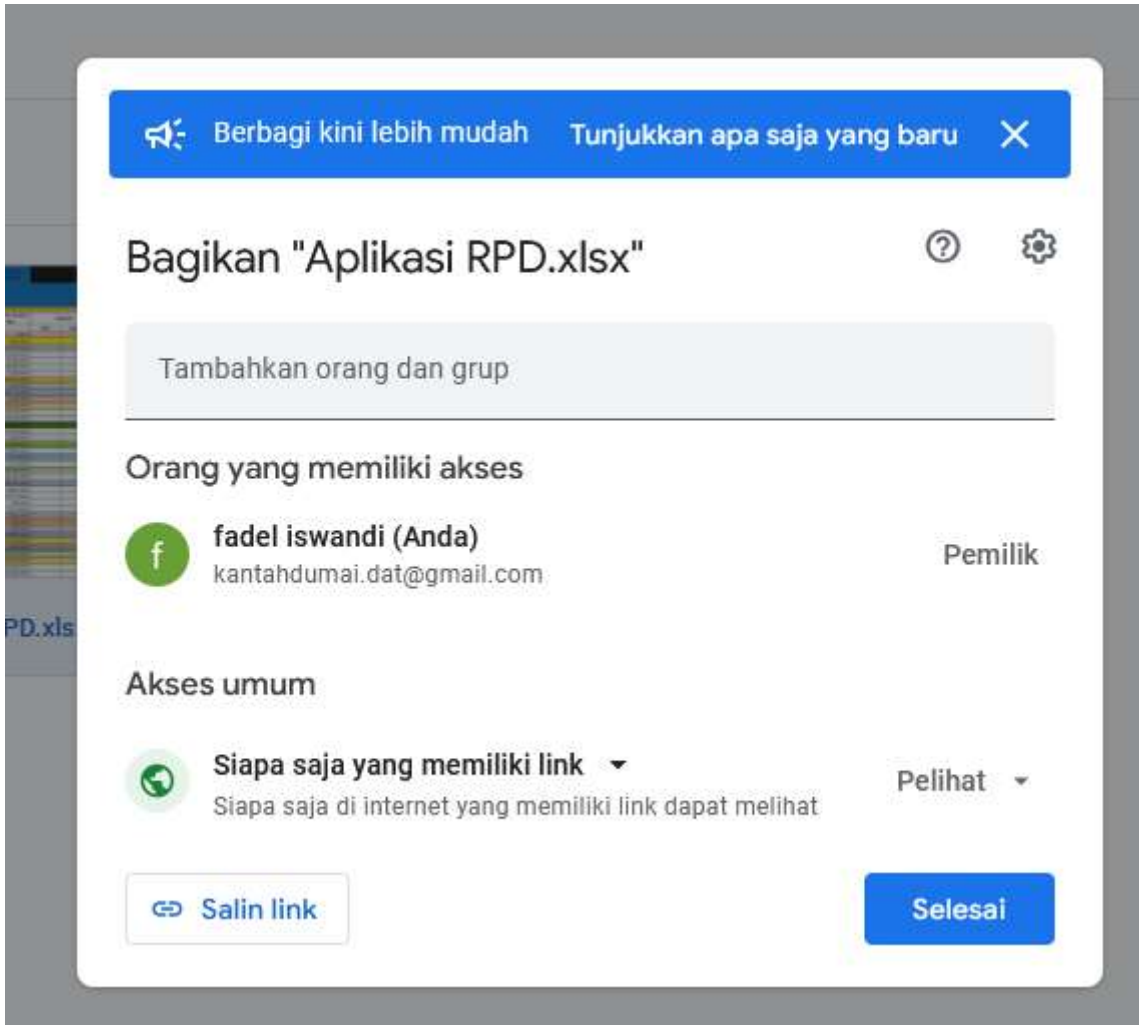 Berbagi kini lebih mudah Tunjukkan apa saja yang baru
Bagikan "Aplikasi RPD.xlsx"
Tambahkan orang dan grup
Orang yang memiliki akses
f
fadel iswandi (Anda)
kantahdumai.dat@gmail.com
Pemilik
PD.xls
Akses umum
Siapa saja yang memiliki link
Siapa saja di internet yang memiliki link dapat melihat
Pelihat
Salin link
Selesai